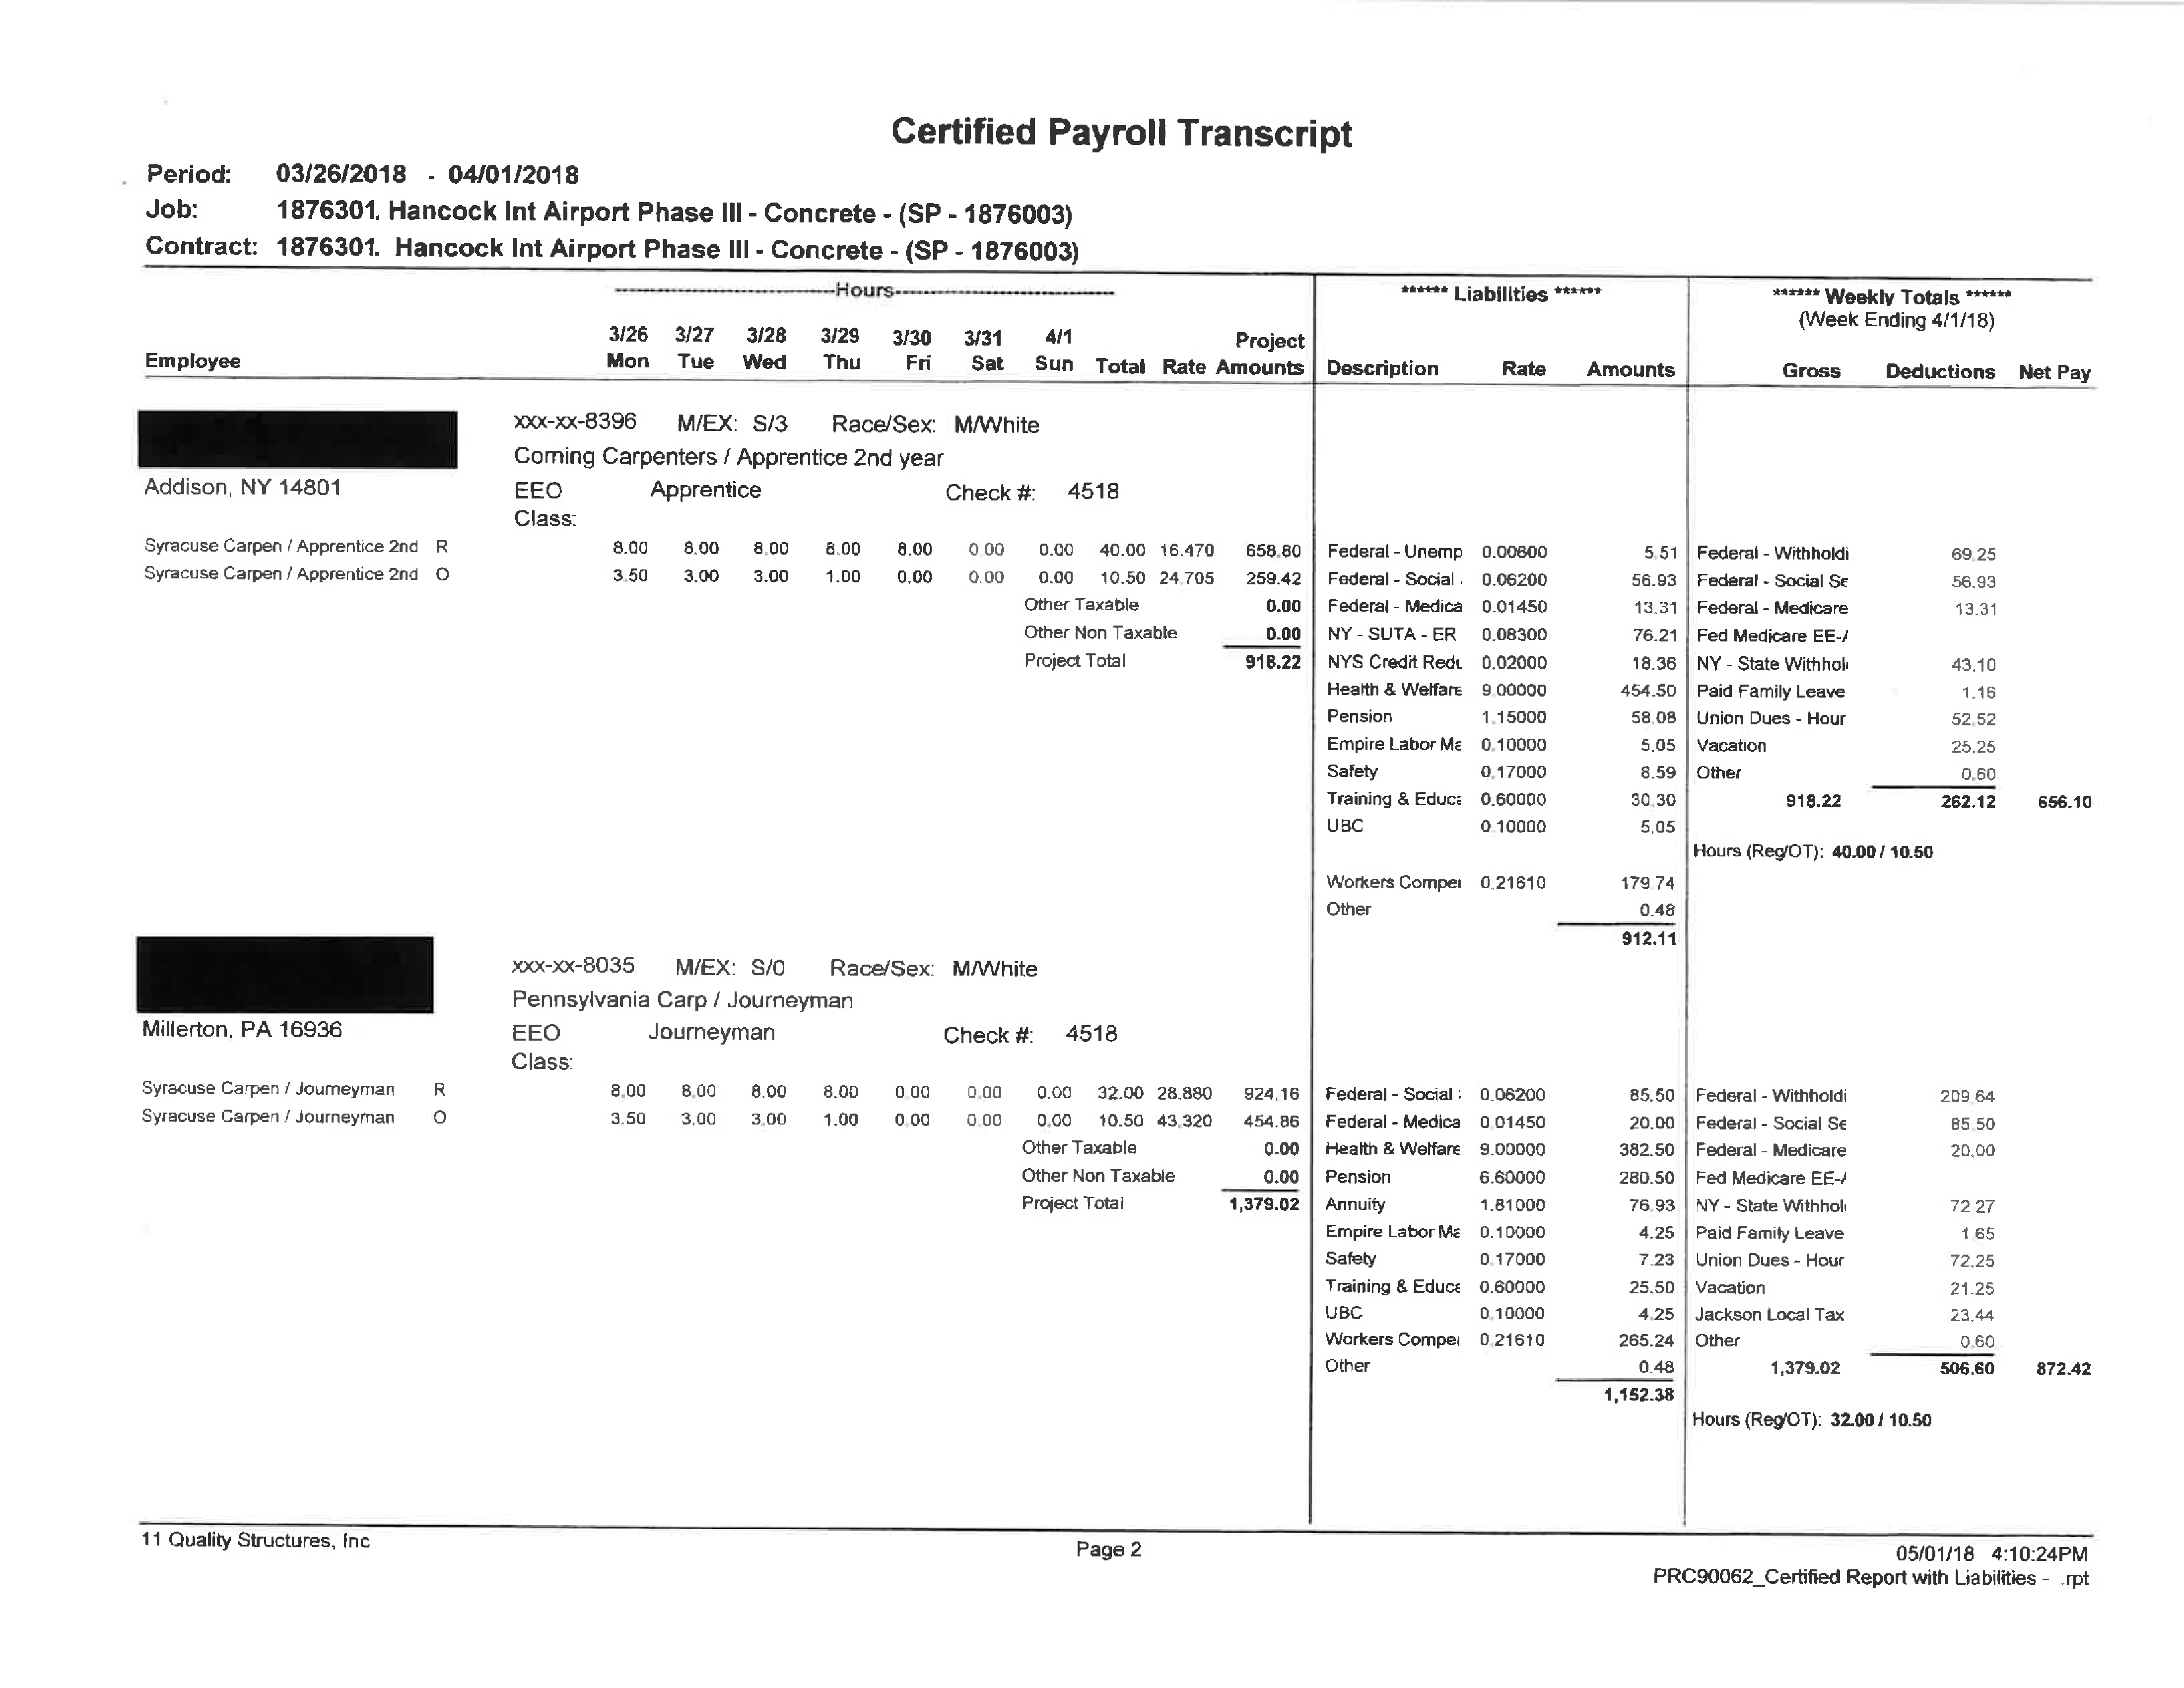 Certified Payroll Transcript
Period: 03/26/2018 - 04/01/2018
Job: 1876301. Hancock Int Airport Phase III - Concrete - (SP - 1876003)
Contract: 1876301. Hancock Int Airport Phase III - Concrete - (SP - 1876003)
Hours ****** Liabilities ****** ****** Weekly Totals ******
(Week Ending 4/1/18)
3/26 3/27 3/28 3/29 3/30 3/31 4/1 Project
Employee Mon Tue Wed Thu Fri Sat Sun Total Rate Amounts Description Rate Amounts Gross Deductions Net Pay
xxx-xx-8396 M/EX: S/3 Race/Sex: M/White
Corning Carpenters / Apprentice 2nd year
Addison, NY 14801 EEO Apprentice Check #: 4518
Class:
Syracuse Carpen / Apprentice 2nd R 8.00 8.00 8.00 8.00 8.00 0.00 0.00 40.00 16.470 658.80 Federal - Unemp 0.00600 5.51 Federal - Withholdi 69.25
Syracuse Carpen / Apprentice 2nd O 3.50 3.00 3.00 1.00 0.00 0.00 0.00 10.50 24.705 259.42 Federal - Social 0.06200 56.93 Federal - Social Se 56.93
Other Taxable 0.00 Federal - Medica 0.01450 13.31 Federal - Medicare 13.31
Other Non Taxable 0.00 NY - SUTA - ER 0.08300 76.21 Fed Medicare EE-/
Project Total 918.22 NYS Credit Redu 0.02000 18.36 NY - State Withhol 43.10
Health & Welfare 9.00000 454.50 Paid Family Leave 1.16
Pension 1.15000 58.08 Union Dues - Hour 52.52
Empire Labor Ma 0.10000 5.05 Vacation 25.25
Safety 0.17000 8.59 Other 0.60
Training & Educa 0.60000 30.30 918.22 262.12 656.10
UBC 0.10000 5.05
Hours (Reg/OT): 40.00 / 10.50
Workers Compe 0.21610 179.74
Other 0.48
912.11
xxx-xx-8035 M/EX: S/0 Race/Sex: M/White
Pennsylvania Carp / Journeyman
Millerton, PA 16936 EEO Journeyman Check #: 4518
Class:
Syracuse Carpen / Journeyman R 8.00 8.00 8.00 8.00 0.00 0.00 0.00 32.00 28.880 924.16 Federal - Social 0.06200 85.50 Federal - Withholdi 209.64
Syracuse Carpen / Journeyman O 3.50 3.00 3.00 1.00 0.00 0.00 0.00 10.50 43.320 454.86 Federal - Medica 0.01450 20.00 Federal - Social Se 85.50
Other Taxable 0.00 Health & Welfare 9.00000 382.50 Federal - Medicare 20.00
Other Non Taxable 0.00 Pension 6.60000 280.50 Fed Medicare EE-/
Project Total 1,379.02 Annuity 1.81000 76.93 NY - State Withhol 72.27
Empire Labor Ma 0.10000 4.25 Paid Family Leave 1.65
Safety 0.17000 7.23 Union Dues - Hour 72.25
Training & Educa 0.60000 25.50 Vacation 21.25
UBC 0.10000 4.25 Jackson Local Tax 23.44
Workers Compe 0.21610 265.24 Other 0.60
Other 0.48 1,379.02 506.60 872.42
1,152.38
Hours (Reg/OT): 32.00 / 10.50
11 Quality Structures, Inc Page 2 05/01/18 4:10:24PM
PRC90062_Certified Report with Liabilities - .rpt